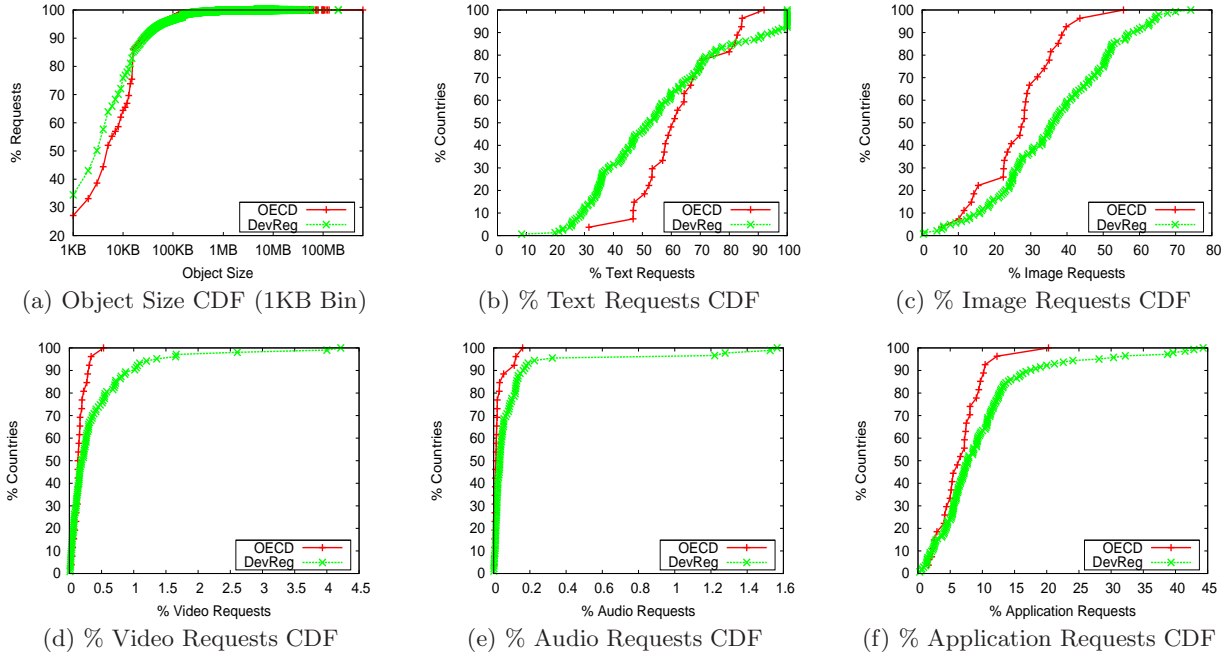 100
90
80
70
60
50
40
30
20
% Requests
1KB 10KB 100KB 1MB 10MB 100MB
Object Size
OECD
DevReg
(a) Object Size CDF (1KB Bin)
100
90
80
70
60
50
40
30
20
10
0
% Countries
0 10 20 30 40 50 60 70 80 90 100
% Text Requests
OECD
DevReg
(b) % Text Requests CDF
100
90
80
70
60
50
40
30
20
10
0
% Countries
0 10 20 30 40 50 60 70 80
% Image Requests
OECD
DevReg
(c) % Image Requests CDF
100
90
80
70
60
50
40
30
20
10
0
% Countries
0 0.5 1 1.5 2 2.5 3 3.5 4 4.5
% Video Requests
OECD
DevReg
(d) % Video Requests CDF
100
90
80
70
60
50
40
30
20
10
0
% Countries
0 0.2 0.4 0.6 0.8 1 1.2 1.4 1.6
% Audio Requests
OECD
DevReg
(e) % Audio Requests CDF
100
90
80
70
60
50
40
30
20
10
0
% Countries
0 5 10 15 20 25 30 35 40 45
% Application Requests
OECD
DevReg
(f) % Application Requests CDF